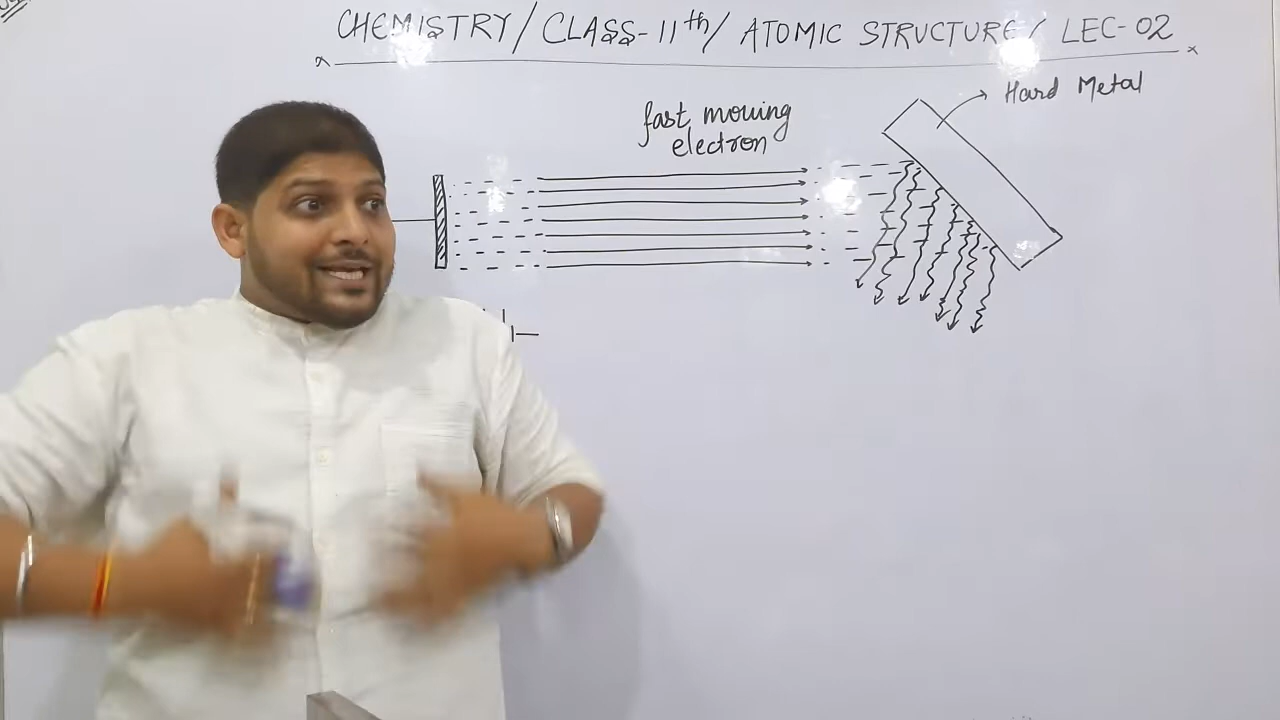 CHEMISTRY/CLASS-11th/ ATOMIC STRUCTURE/ LEC-02
Hard Metal
fast moving
electron